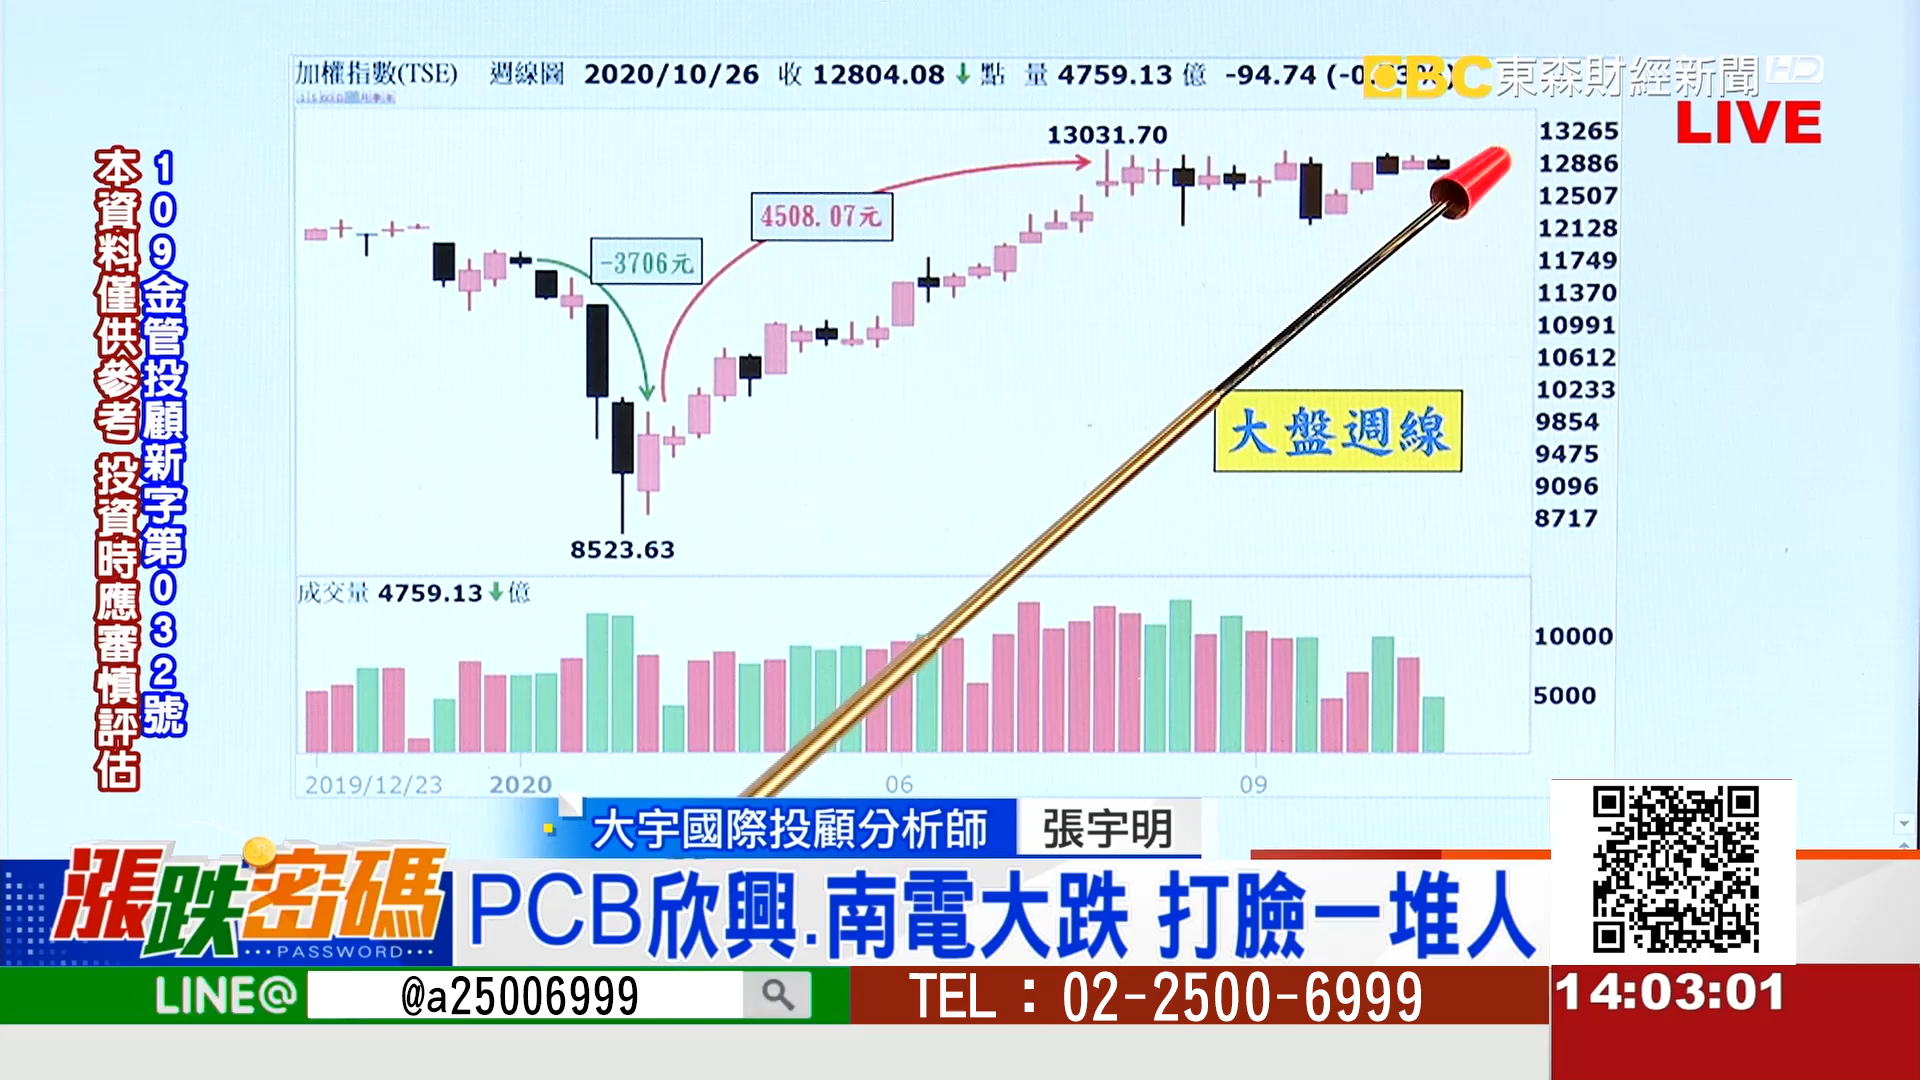 加權指數(TSE) 週線圖 2020/10/26 收 12804.08 ↓ 點 量 4759.13 億 -94.74
EBC東森財經新聞HD
LIVE
109金管投顧新字第032號
本資料僅供參考 投資時應審慎評估
13031.70
4508.07元
-3706元
8523.63
大盤週線
13265
12886
12507
12128
11749
11370
10991
10612
10233
9854
9475
9096
8717
成交量 4759.13↓億
10000
5000
2019/12/23 2020 06 09
大宇國際投顧分析師 張宇明
漲跌密碼
PASSWORD
PCB欣興.南電大跌 打臉一堆人
LINE@ @a25006999 TEL：02-2500-6999 14:03:01